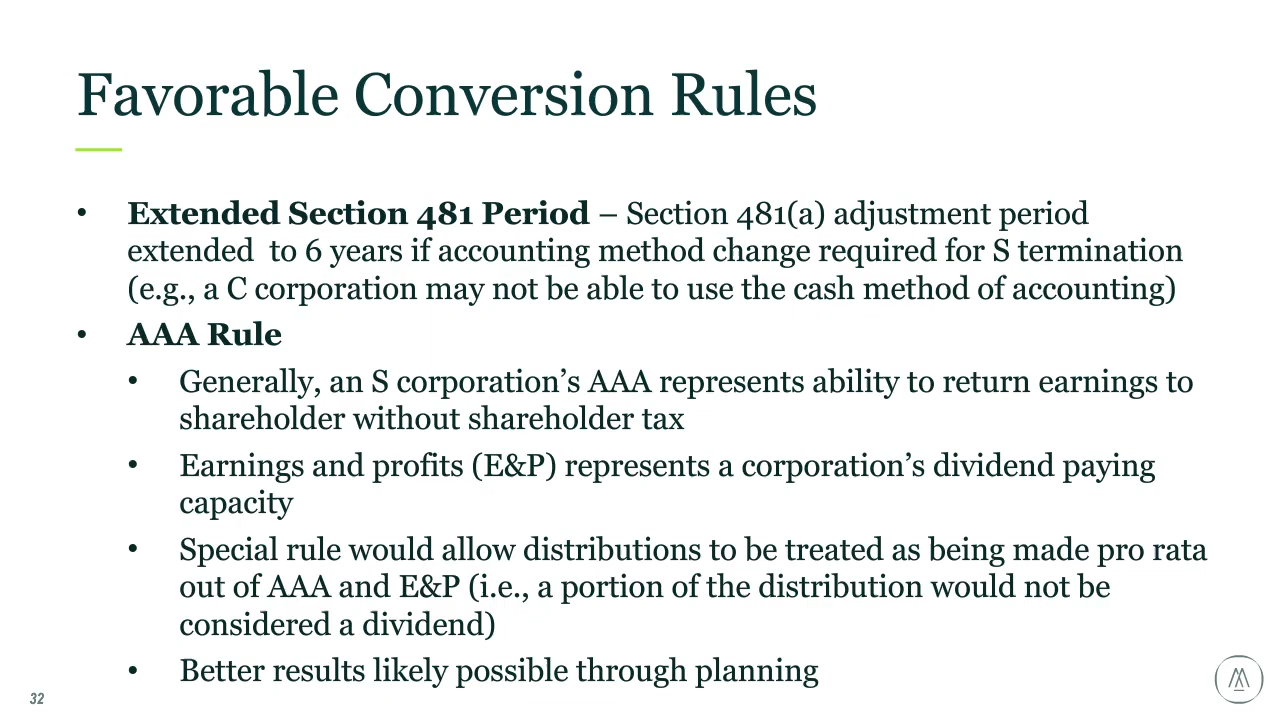 Favorable Conversion Rules
• Extended Section 481 Period – Section 481(a) adjustment period
extended  to 6 years if accounting method change required for S termination
(e.g., a C corporation may not be able to use the cash method of accounting)
• AAA Rule
• Generally, an S corporation’s AAA represents ability to return earnings to
shareholder without shareholder tax
• Earnings and profits (E&P) represents a corporation’s dividend paying
capacity
• Special rule would allow distributions to be treated as being made pro rata
out of AAA and E&P (i.e., a portion of the distribution would not be
considered a dividend)
• Better results likely possible through planning
32